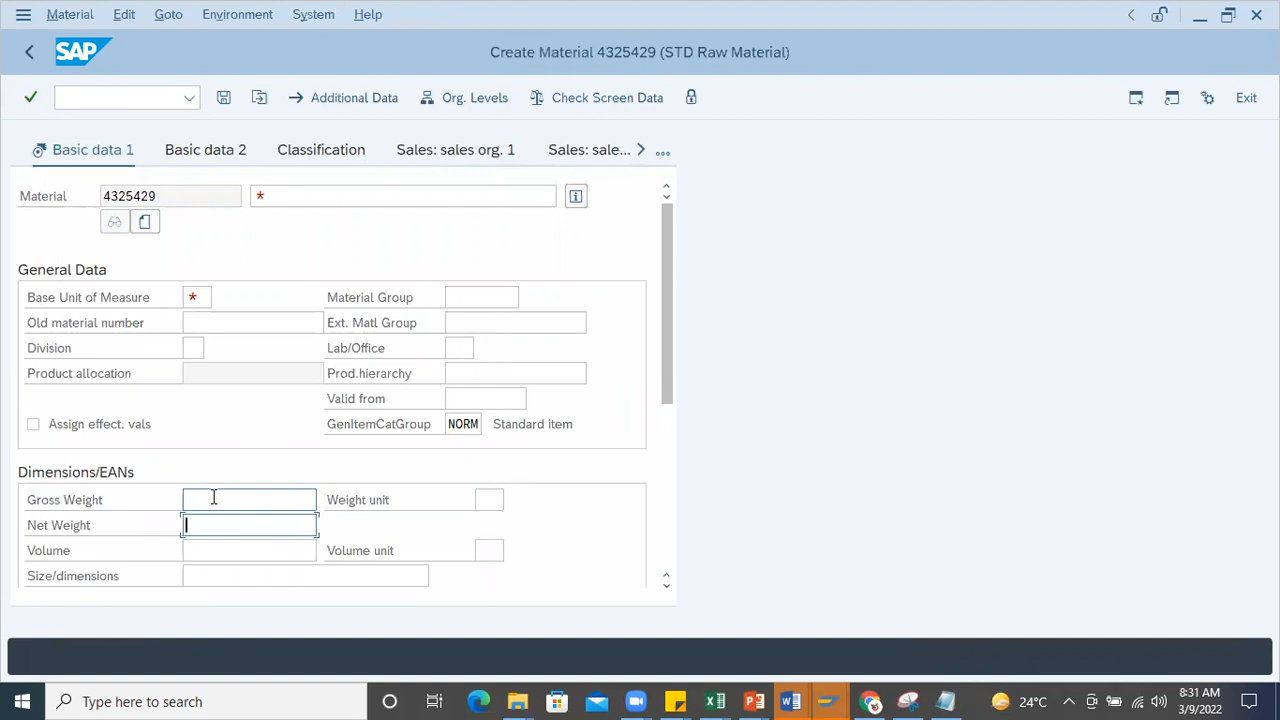 Material Edit Goto Environment System Help
SAP Create Material 4325429 (STD Raw Material)
Additional Data Org. Levels Check Screen Data Exit
Basic data 1 Basic data 2 Classification Sales: sales org. 1 Sales: sale... ...
Material 4325429 *
General Data
Base Unit of Measure * Material Group
Old material number Ext. Matl Group
Division Lab/Office
Product allocation Prod.hierarchy
Valid from
Assign effect. vals GenItemCatGroup NORM Standard item
Dimensions/EANs
Gross Weight Weight unit
Net Weight
Volume Volume unit
Size/dimensions
Type here to search 24°C 8:31 AM
3/9/2022